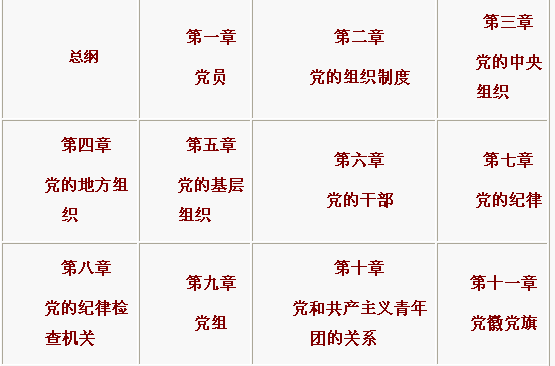 总纲
第一章
党员
第二章
党的组织制度
第三章
党的中央
组织
第四章
党的地方组
织
第五章
党的基层
组织
第六章
党的干部
第七章
党的纪律
第八章
党的纪律检
查机关
第九章
党组
第十章
党和共产主义青年
团的关系
第十一章
党徽党旗